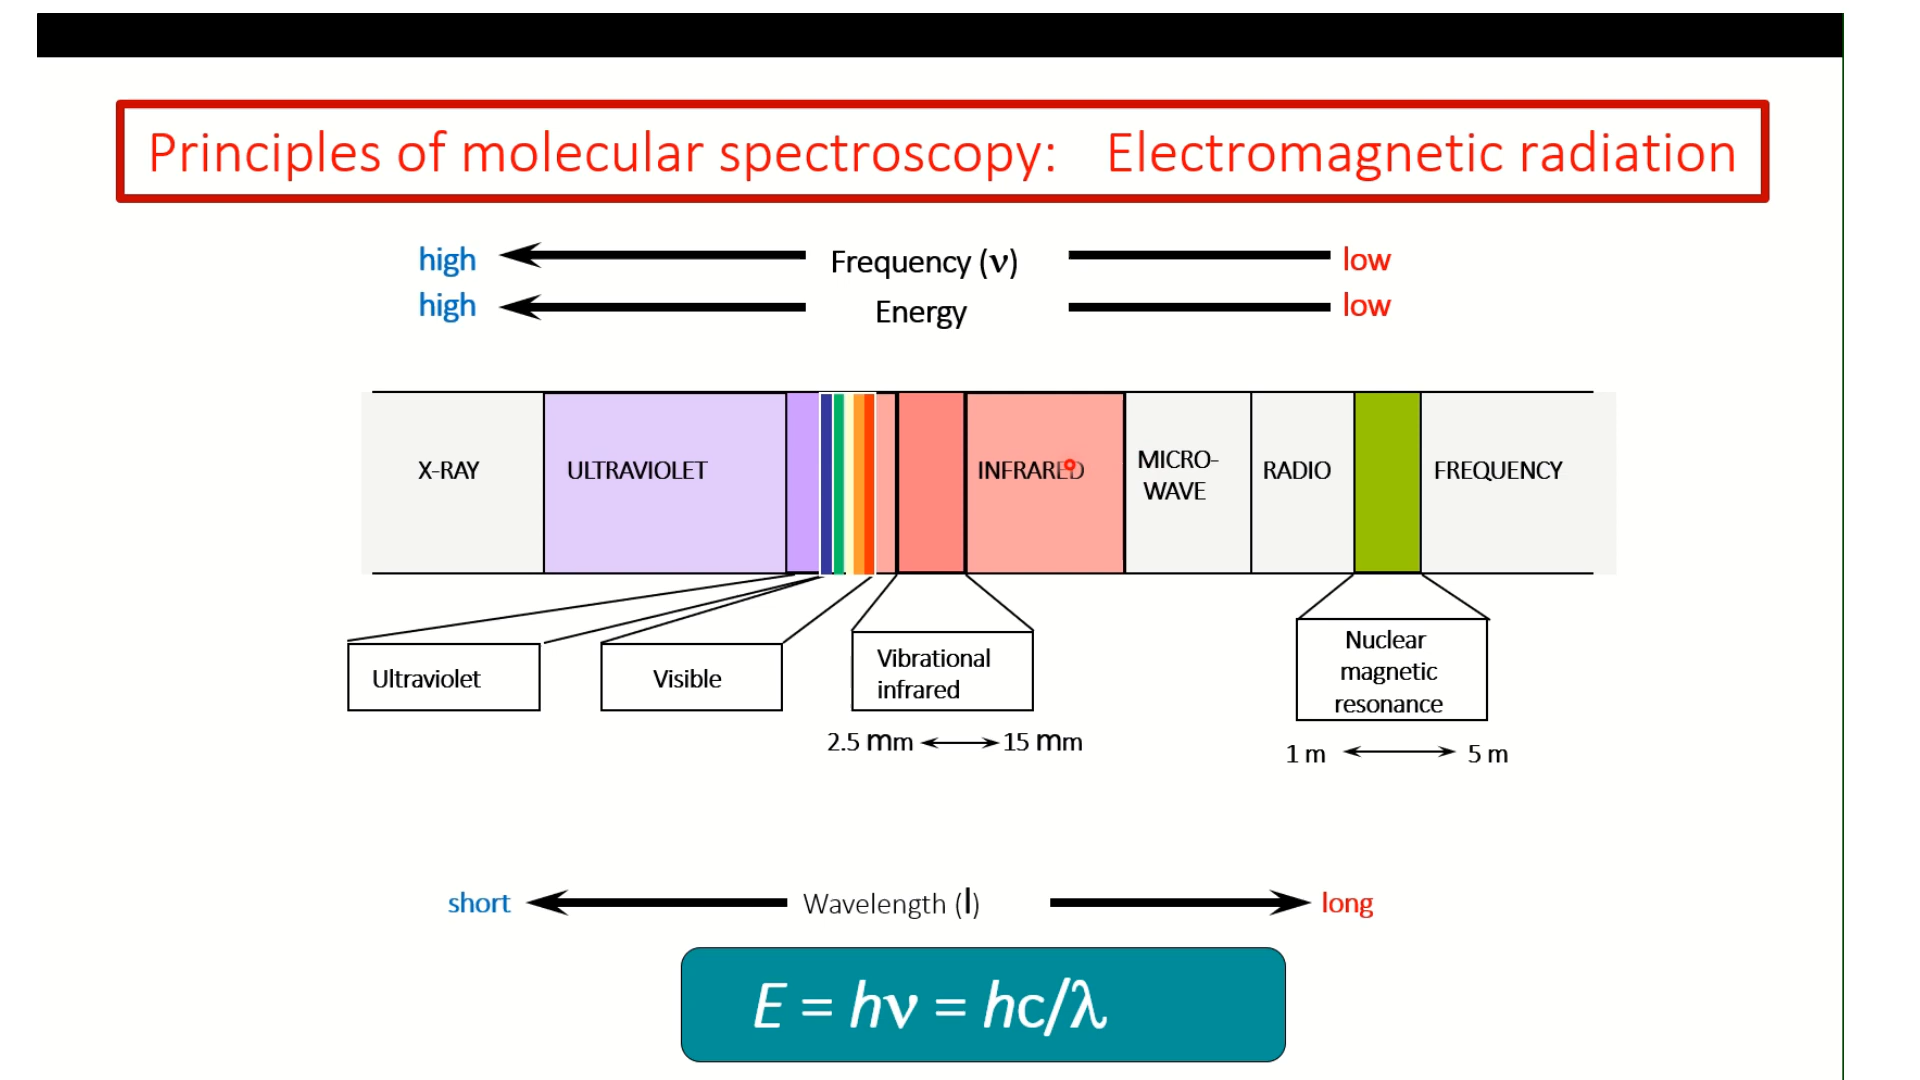 Principles of molecular spectroscopy: Electromagnetic radiation
high Frequency (ν) low
high Energy low
X-RAY
ULTRAVIOLET
INFRARED
MICRO-
WAVE
RADIO
FREQUENCY
Ultraviolet
Visible
Vibrational
infrared
Nuclear
magnetic
resonance
2.5 mm 15 mm
1 m 5 m
short Wavelength (l) long
E = hν = hc/λ